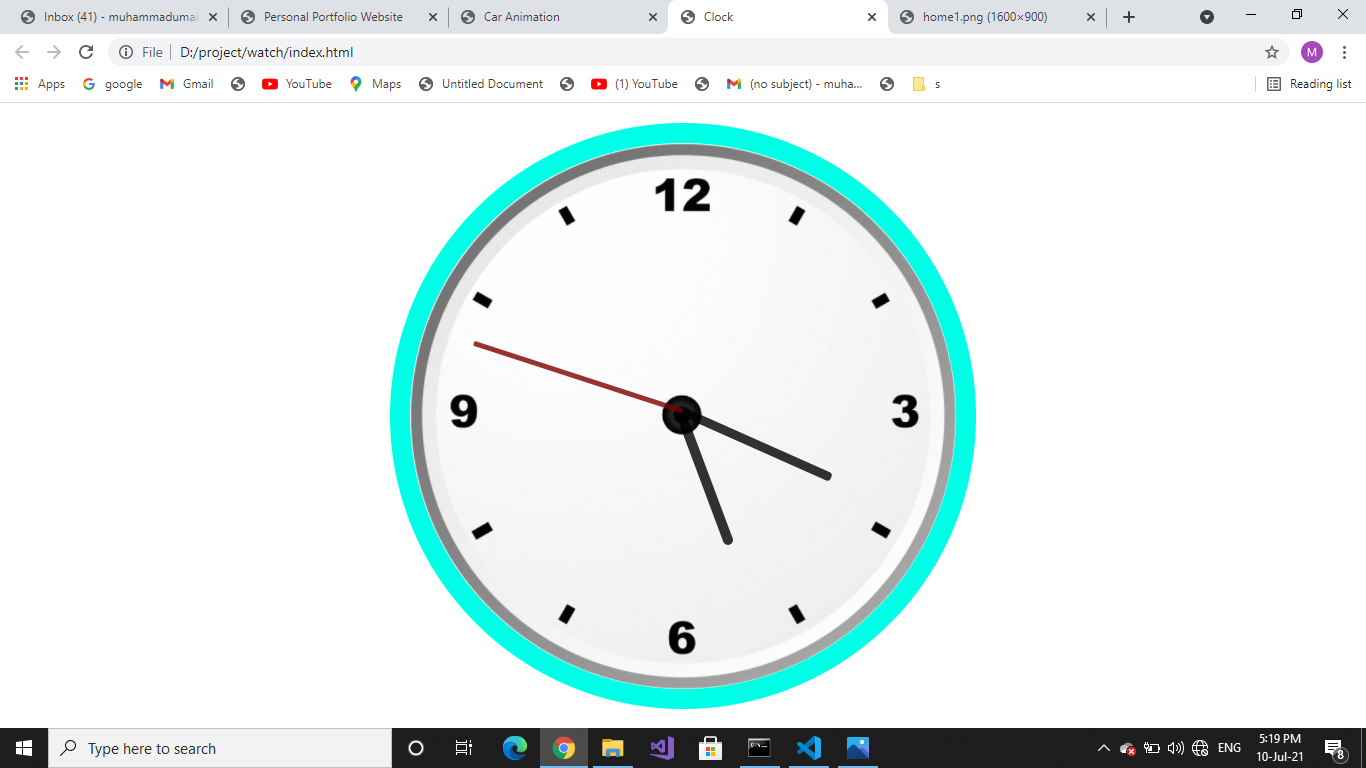 Inbox (41) - muhammaduma
Personal Portfolio Website
Car Animation
Clock
home1.png (1600×900)
File
D:/project/watch/index.html
M
Apps
google
Gmail
YouTube
Maps
Untitled Document
(1) YouTube
(no subject) - muha...
s
Reading list
12
9
3
6
Type here to search
ENG
5:19 PM
10-Jul-21
8